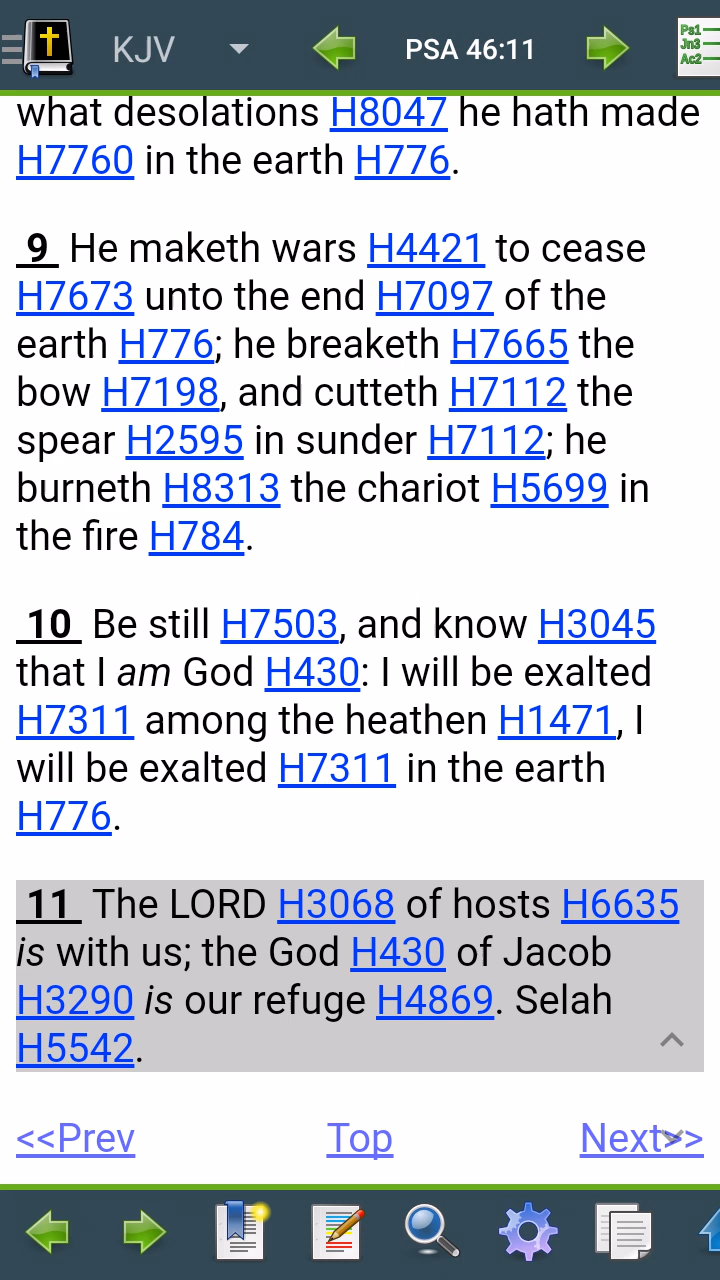 KJV
PSA 46:11
Ps1
Jn3
Ac2
what desolations H8047 he hath made
H7760 in the earth H776.
9 He maketh wars H4421 to cease
H7673 unto the end H7097 of the
earth H776; he breaketh H7665 the
bow H7198, and cutteth H7112 the
spear H2595 in sunder H7112; he
burneth H8313 the chariot H5699 in
the fire H784.
10 Be still H7503, and know H3045
that I am God H430: I will be exalted
H7311 among the heathen H1471, I
will be exalted H7311 in the earth
H776.
11 The LORD H3068 of hosts H6635
is with us; the God H430 of Jacob
H3290 is our refuge H4869. Selah
H5542.
<<Prev Top Next>>